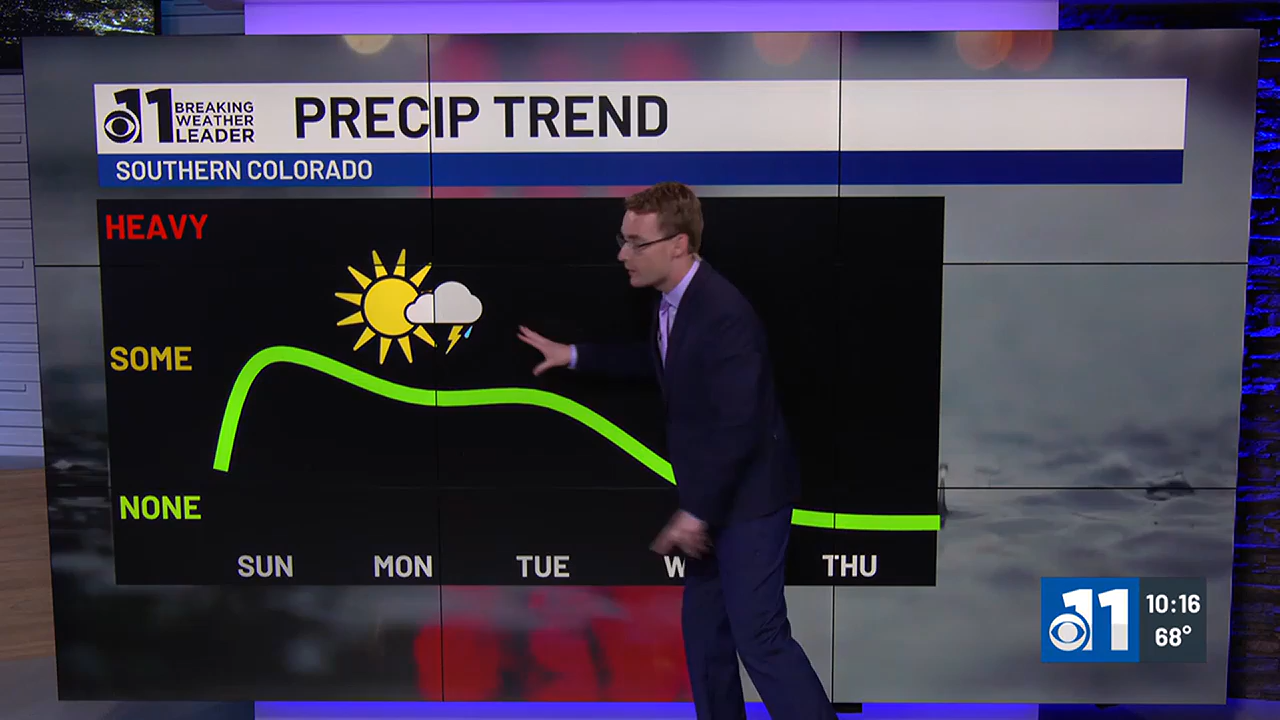 11 BREAKING
WEATHER
LEADER
PRECIP TREND
SOUTHERN COLORADO
HEAVY
SOME
NONE
SUN MON TUE W THU
11 10:16
68°